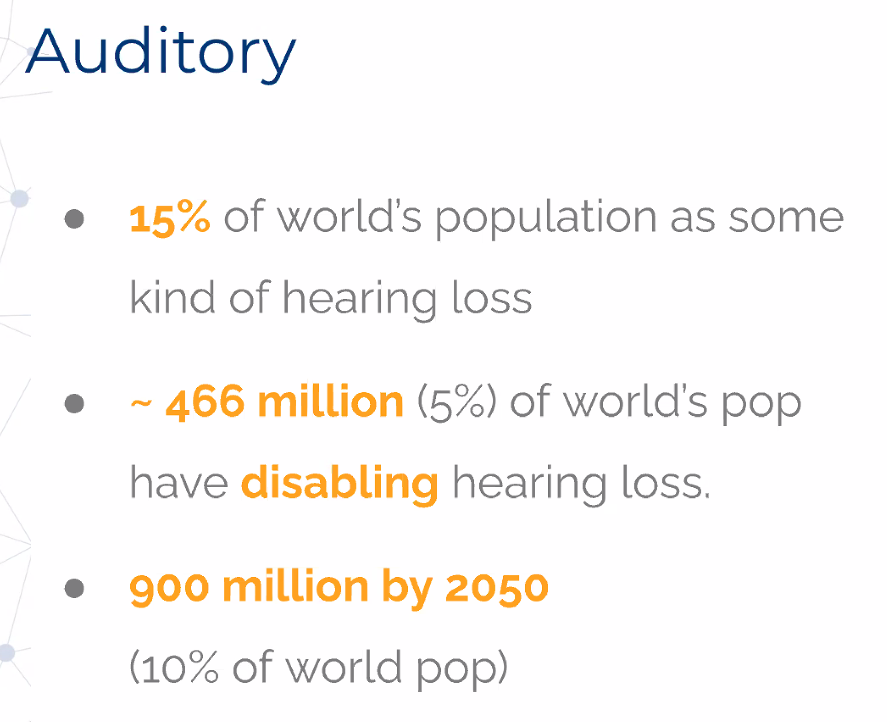 Auditory
● 15% of world's population as some
kind of hearing loss
● ~ 466 million (5%) of world's pop
have disabling hearing loss.
● 900 million by 2050
(10% of world pop)